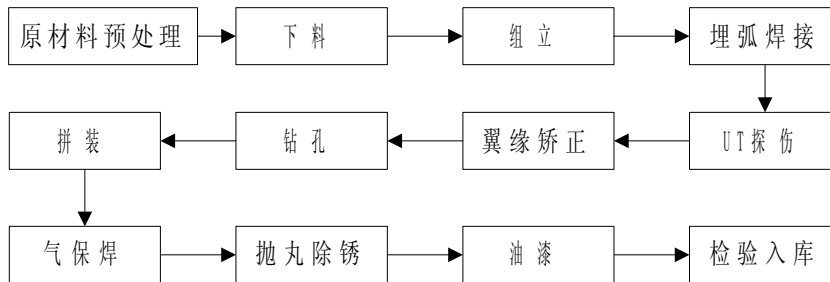 原材料预处理
下料
组立
埋弧焊接
拼装
钻孔
翼缘矫正
UT探伤
气保焊
抛丸除锈
油漆
检验入库